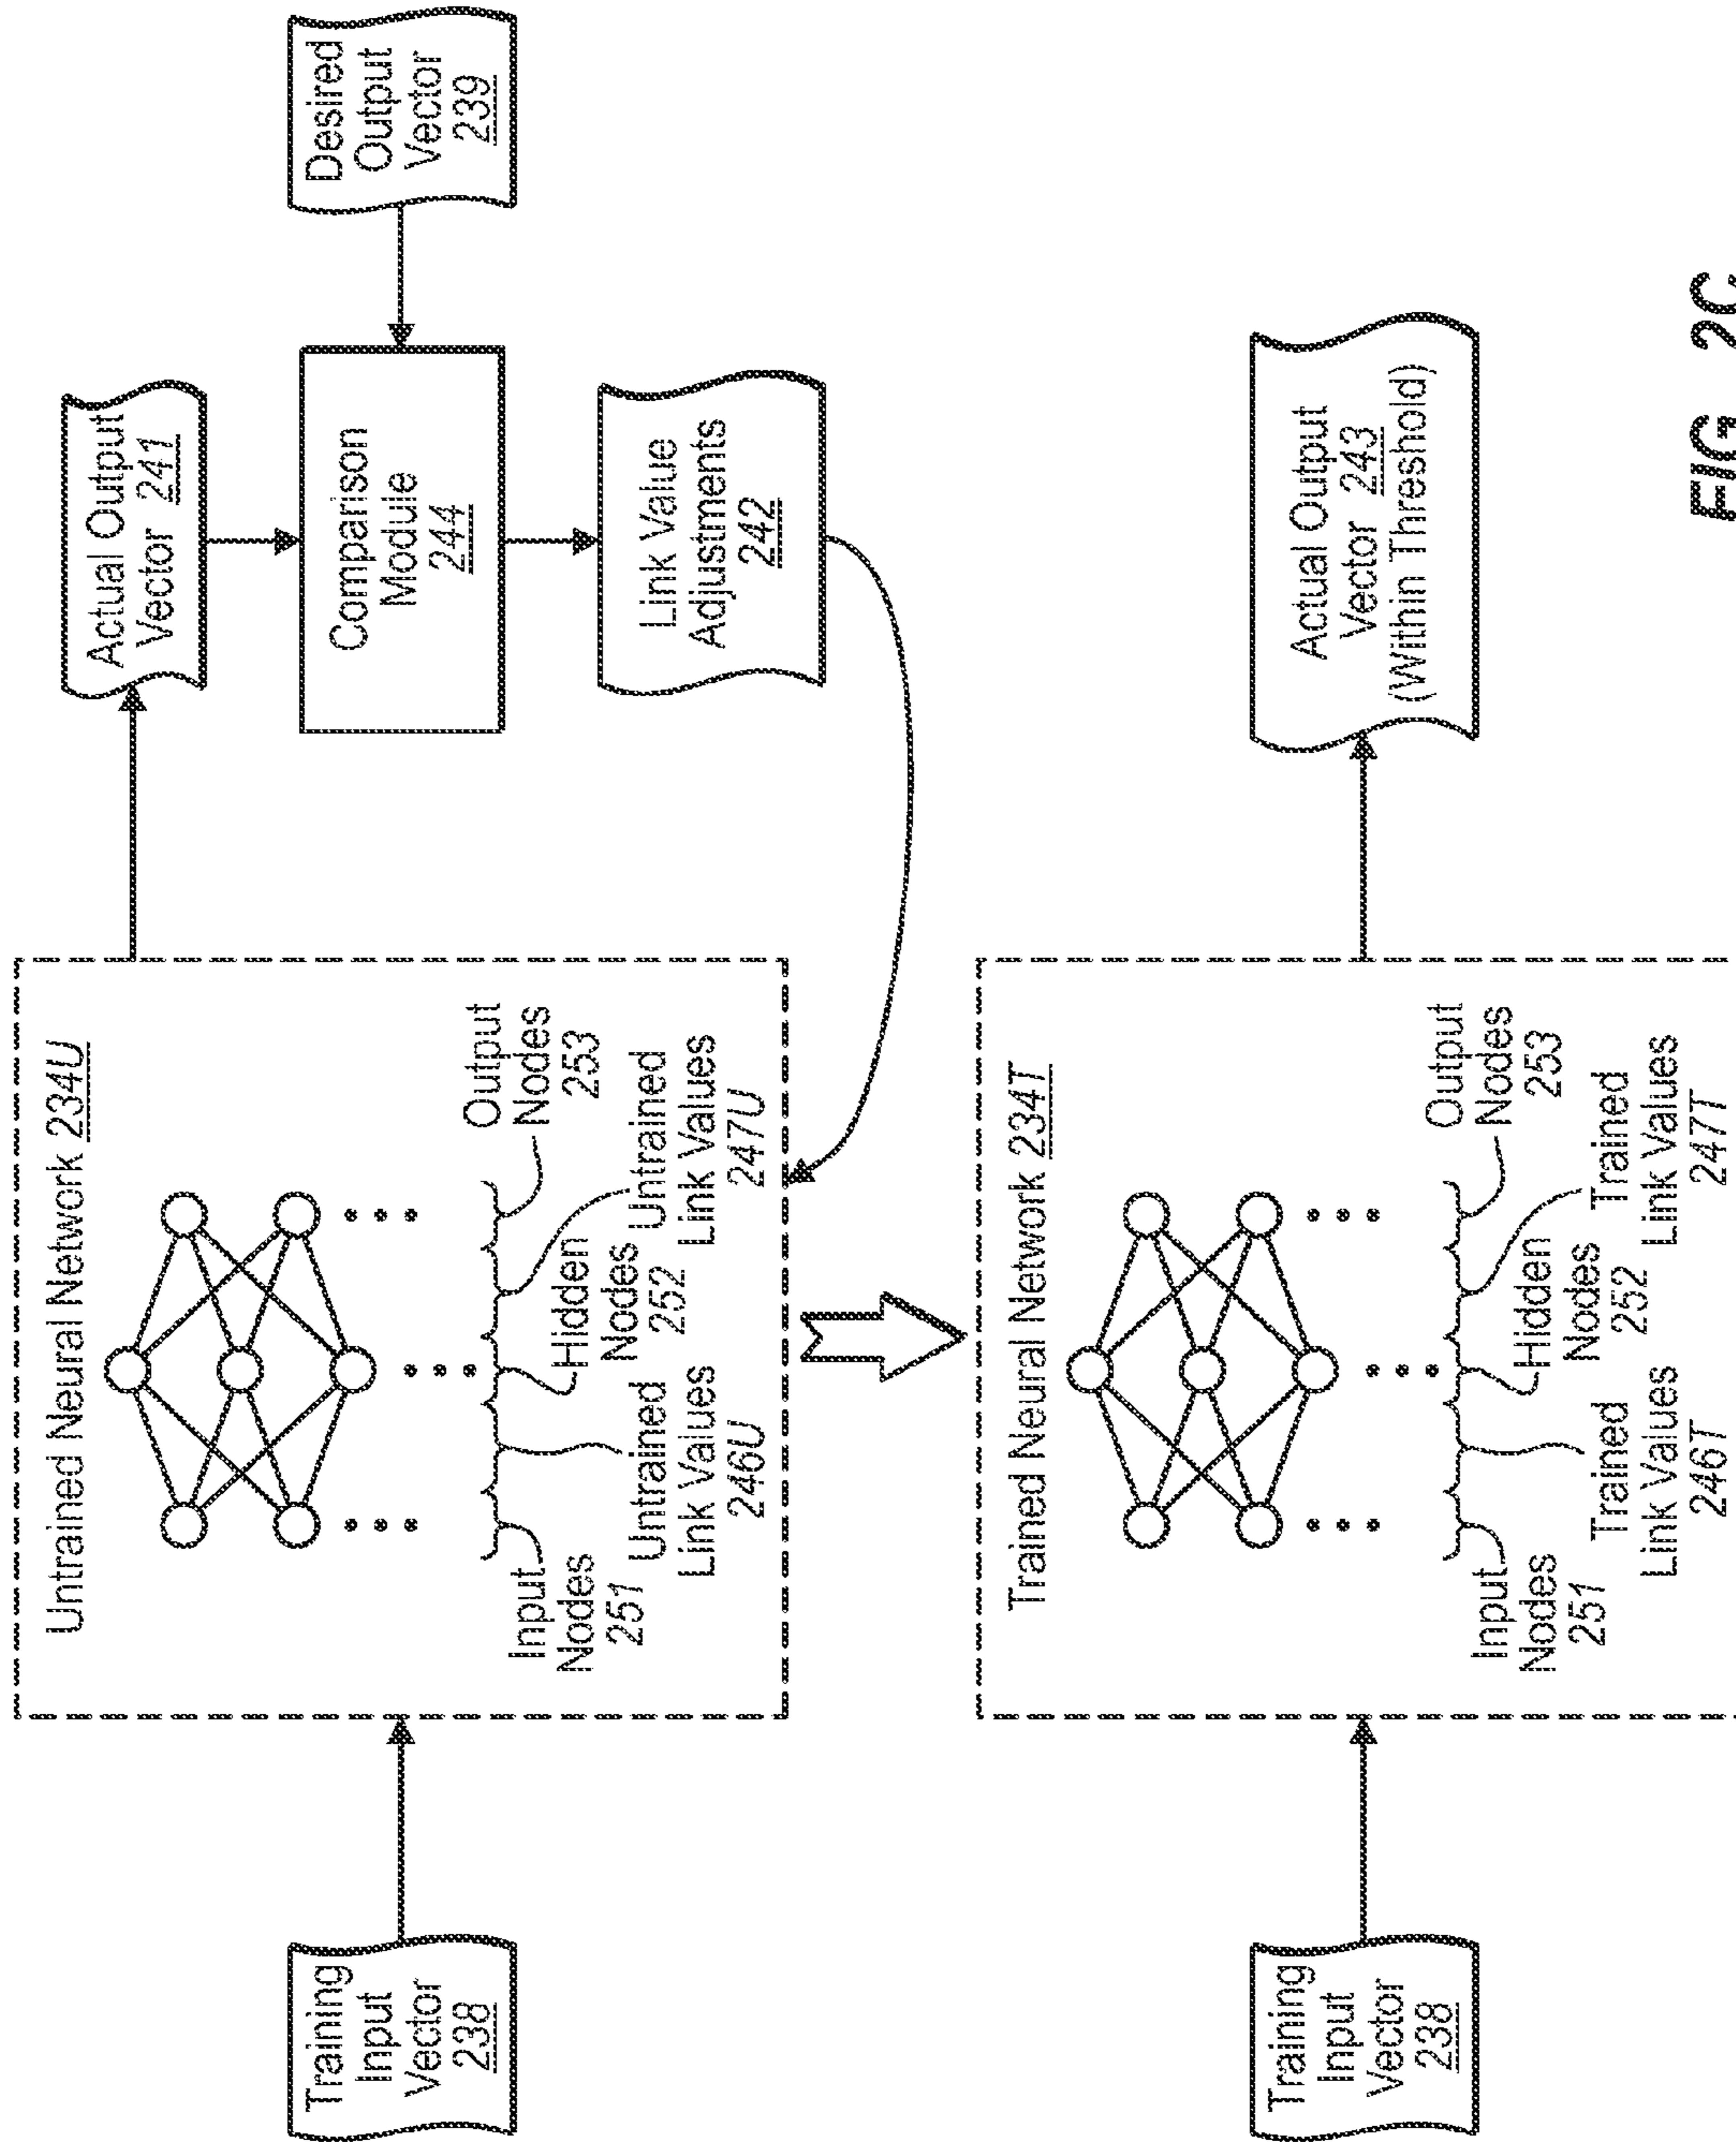 Untrained Neural Network 234U
Training
Input
Vector
238
Input
Nodes
251
Untrained
Link Values
246U
Hidden
Nodes
252
Untrained
Link Values
247U
Output
Nodes
253
Actual Output
Vector 241
Comparison
Module
244
Desired
Output
Vector
239
Link Value
Adjustments
242
Trained Neural Network 234T
Training
Input
Vector
238
Input
Nodes
251
Trained
Link Values
246T
Hidden
Nodes
252
Trained
Link Values
247T
Output
Nodes
253
Actual Output
Vector 243
(Within Threshold)
FIG. 2C